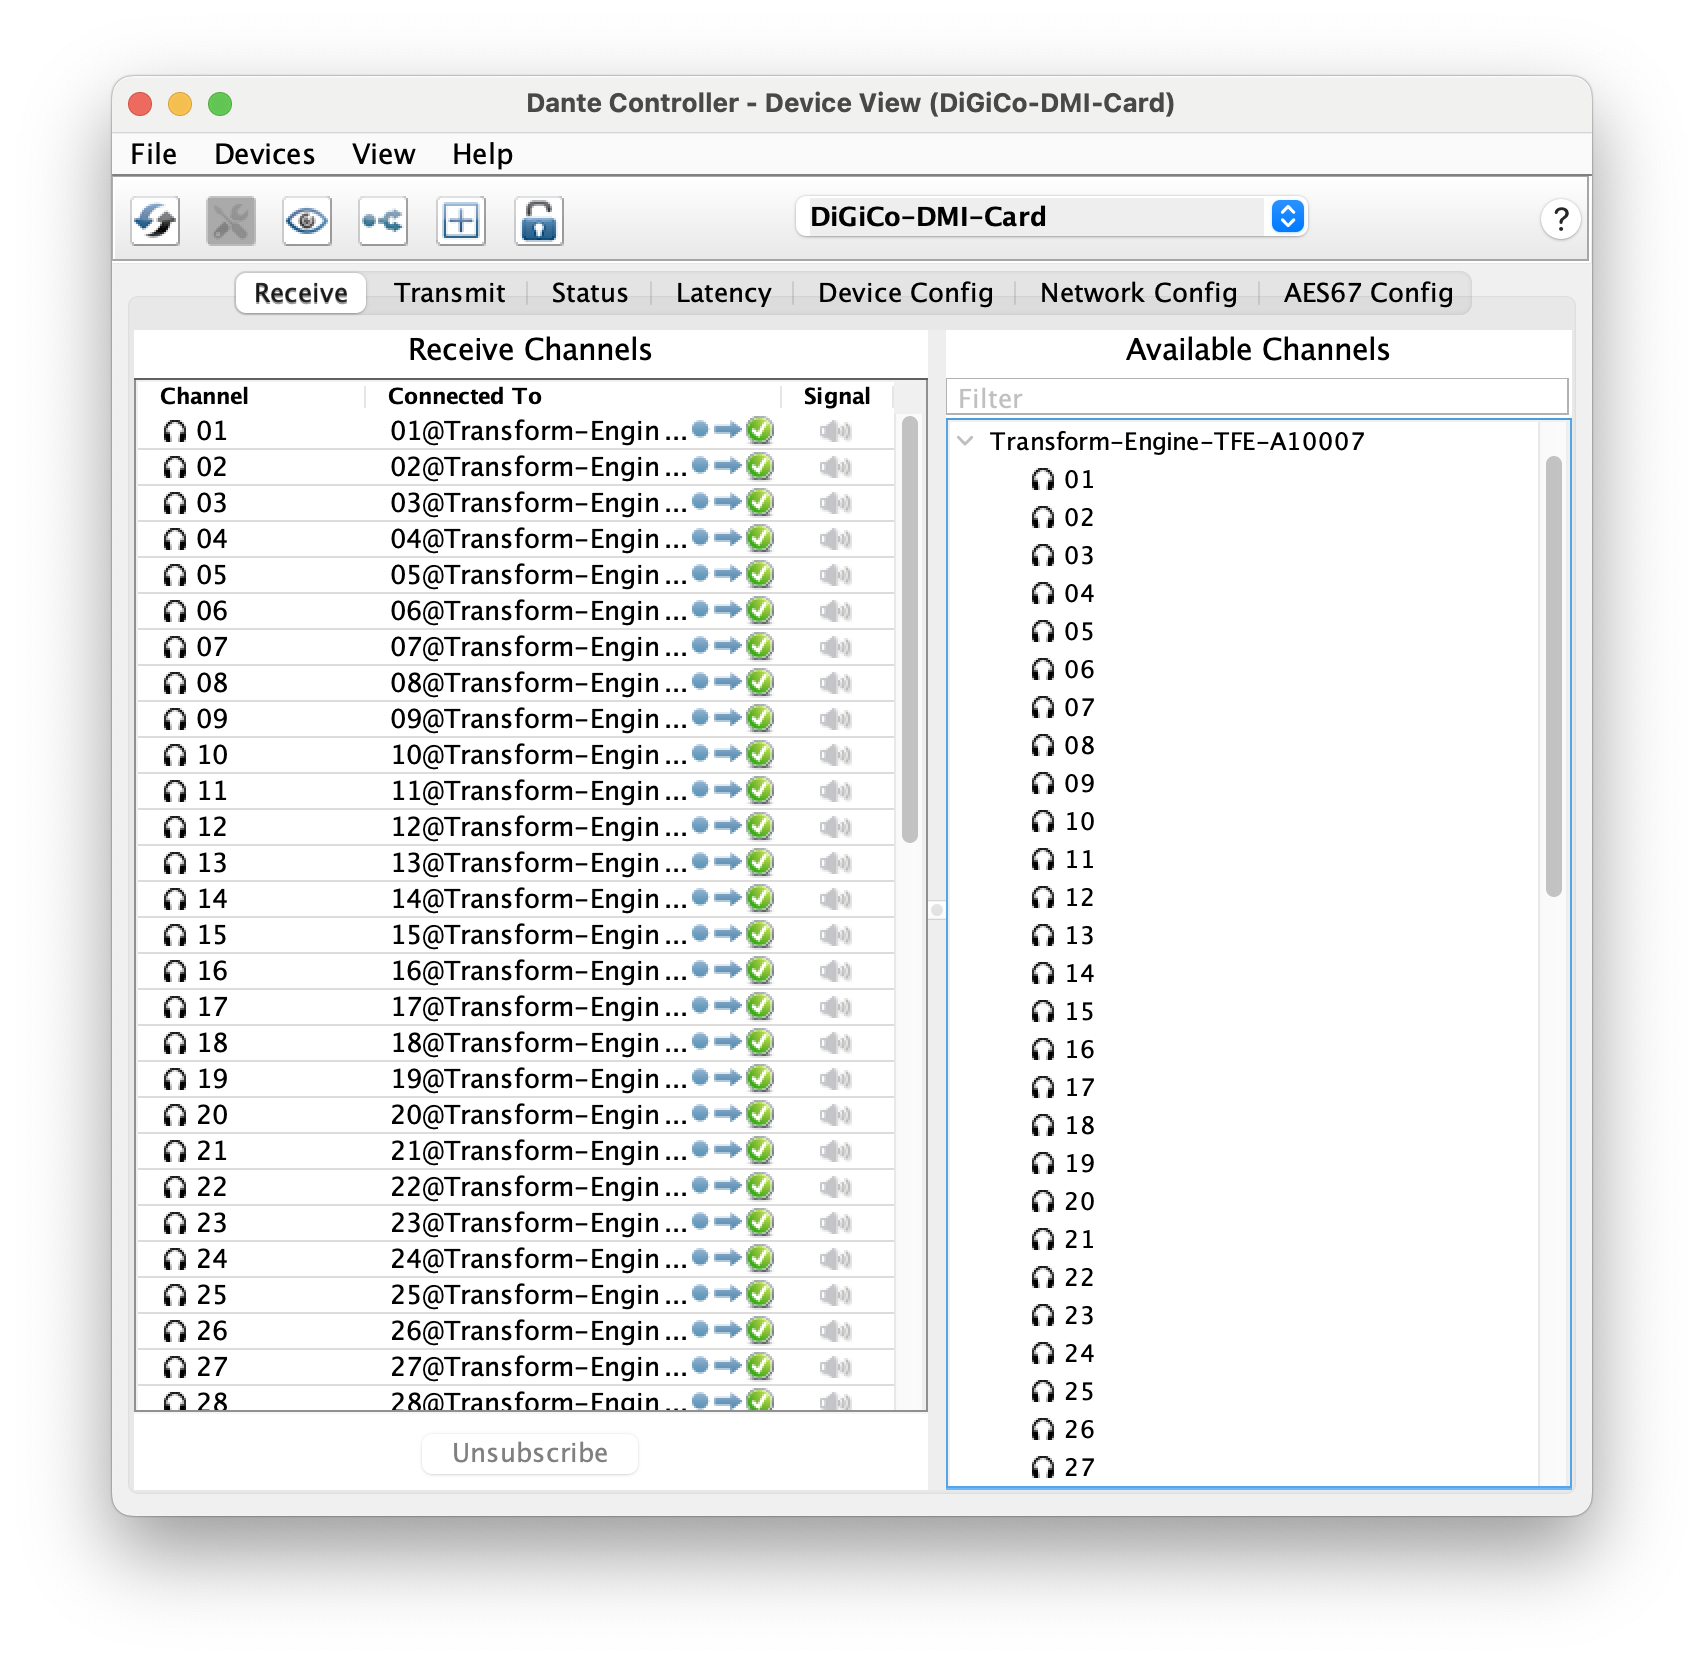 Dante Controller - Device View (DiGiCo-DMI-Card)
File Devices View Help
DiGiCo-DMI-Card
?
Receive Transmit Status Latency Device Config Network Config AES67 Config
Receive Channels
Channel Connected To Signal
01 01@Transform-Engin ...
02 02@Transform-Engin ...
03 03@Transform-Engin ...
04 04@Transform-Engin ...
05 05@Transform-Engin ...
06 06@Transform-Engin ...
07 07@Transform-Engin ...
08 08@Transform-Engin ...
09 09@Transform-Engin ...
10 10@Transform-Engin ...
11 11@Transform-Engin ...
12 12@Transform-Engin ...
13 13@Transform-Engin ...
14 14@Transform-Engin ...
15 15@Transform-Engin ...
16 16@Transform-Engin ...
17 17@Transform-Engin ...
18 18@Transform-Engin ...
19 19@Transform-Engin ...
20 20@Transform-Engin ...
21 21@Transform-Engin ...
22 22@Transform-Engin ...
23 23@Transform-Engin ...
24 24@Transform-Engin ...
25 25@Transform-Engin ...
26 26@Transform-Engin ...
27 27@Transform-Engin ...
28 28@Transform-Engin ...
Unsubscribe
Available Channels
Filter
Transform-Engine-TFE-A10007
01
02
03
04
05
06
07
08
09
10
11
12
13
14
15
16
17
18
19
20
21
22
23
24
25
26
27